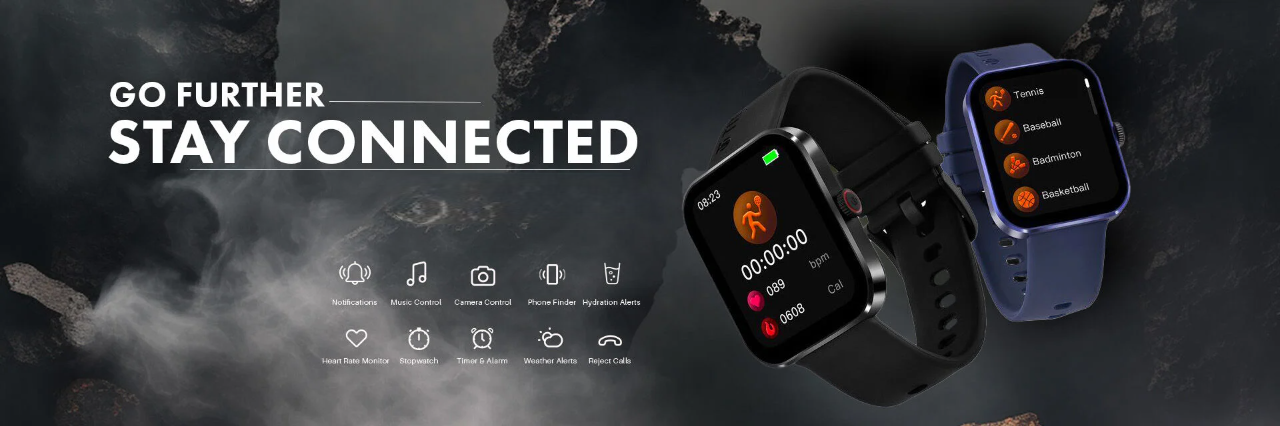 GO FURTHER
STAY CONNECTED
Notifications Music Control Camera Control Phone Finder Hydration Alerts
Heart Rate Monitor Stopwatch Timer & Alarm Weather Alerts Reject Calls
08:23
00:00:00
089 bpm
0608 Cal
Tennis
Baseball
Badminton
Basketball